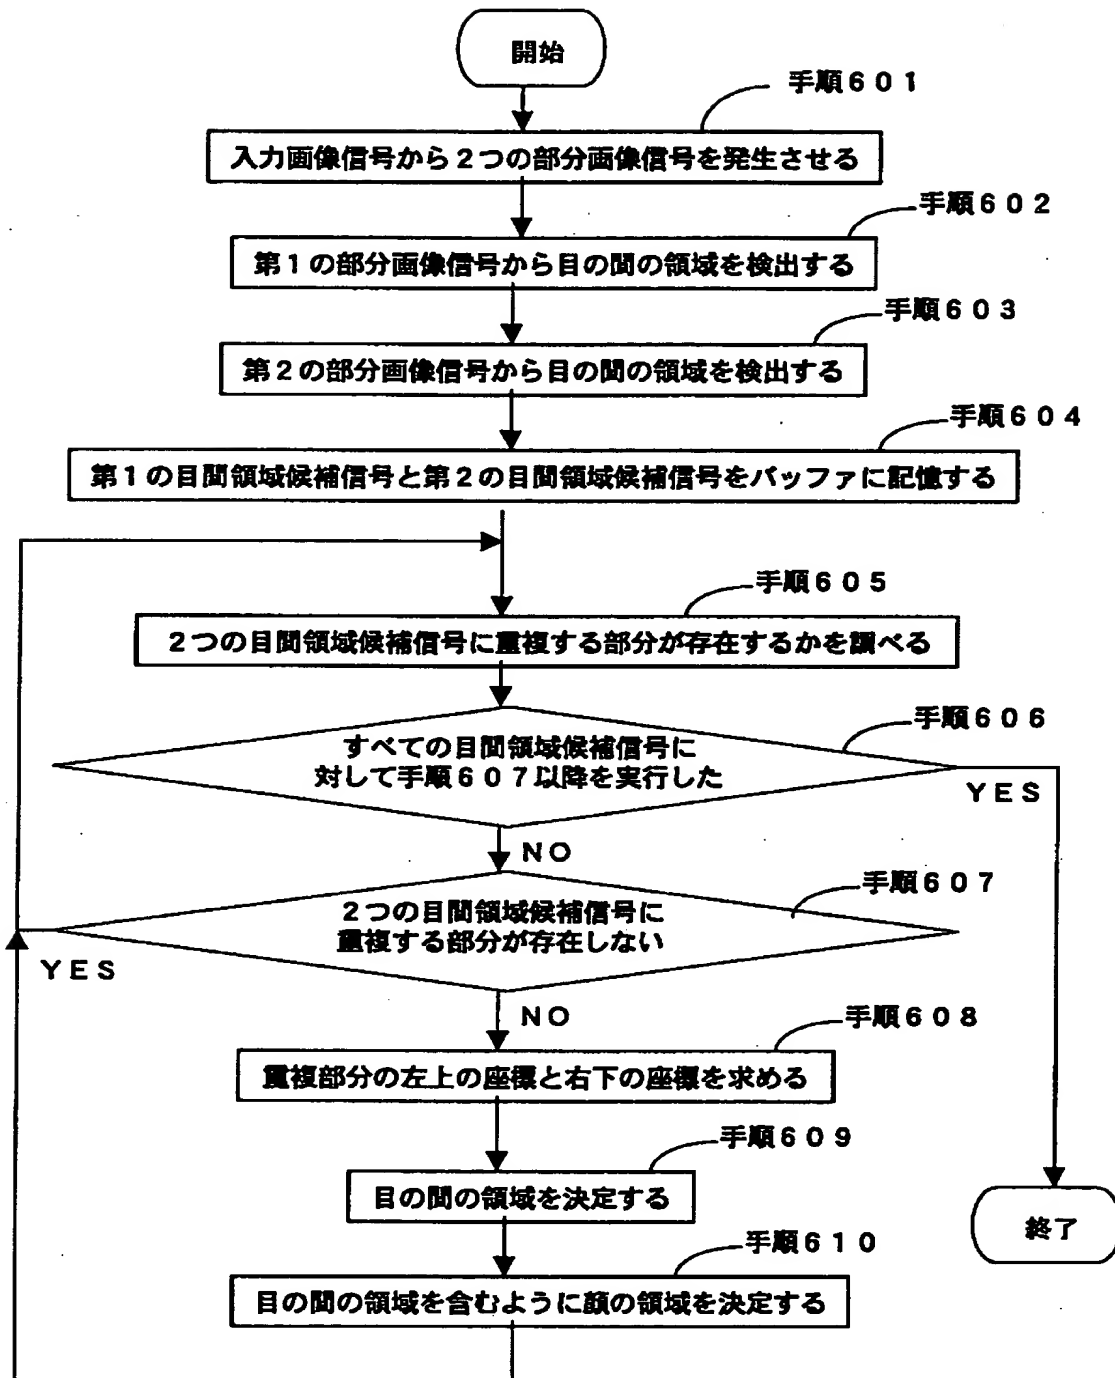 開始
手順601
入力画像信号から2つの部分画像信号を発生させる
手順602
第1の部分画像信号から目の間の領域を検出する
手順603
第2の部分画像信号から目の間の領域を検出する
手順604
第1の目間領域候補信号と第2の目間領域候補信号をバッファに記憶する
手順605
2つの目間領域候補信号に重複する部分が存在するかを調べる
手順606
すべての目間領域候補信号に
対して手順607以降を実行した
YES
NO
手順607
2つの目間領域候補信号に
重複する部分が存在しない
YES
NO
手順608
重複部分の左上の座標と右下の座標を求める
手順609
目の間の領域を決定する
手順610
目の間の領域を含むように顔の領域を決定する
終了